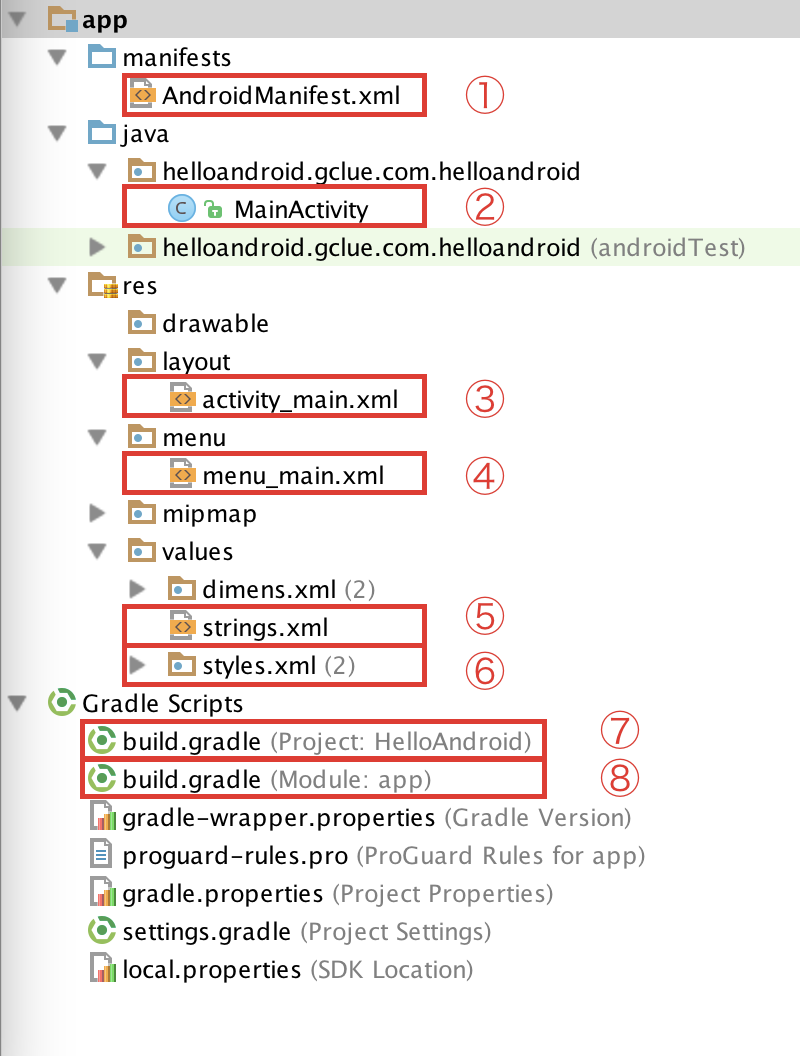 app
manifests
AndroidManifest.xml ①
java
helloandroid.gclue.com.helloandroid
C MainActivity ②
helloandroid.gclue.com.helloandroid (androidTest)
res
drawable
layout
activity_main.xml ③
menu
menu_main.xml ④
mipmap
values
dimens.xml (2)
strings.xml ⑤
styles.xml (2) ⑥
Gradle Scripts
build.gradle (Project: HelloAndroid) ⑦
build.gradle (Module: app) ⑧
gradle-wrapper.properties (Gradle Version)
proguard-rules.pro (ProGuard Rules for app)
gradle.properties (Project Properties)
settings.gradle (Project Settings)
local.properties (SDK Location)